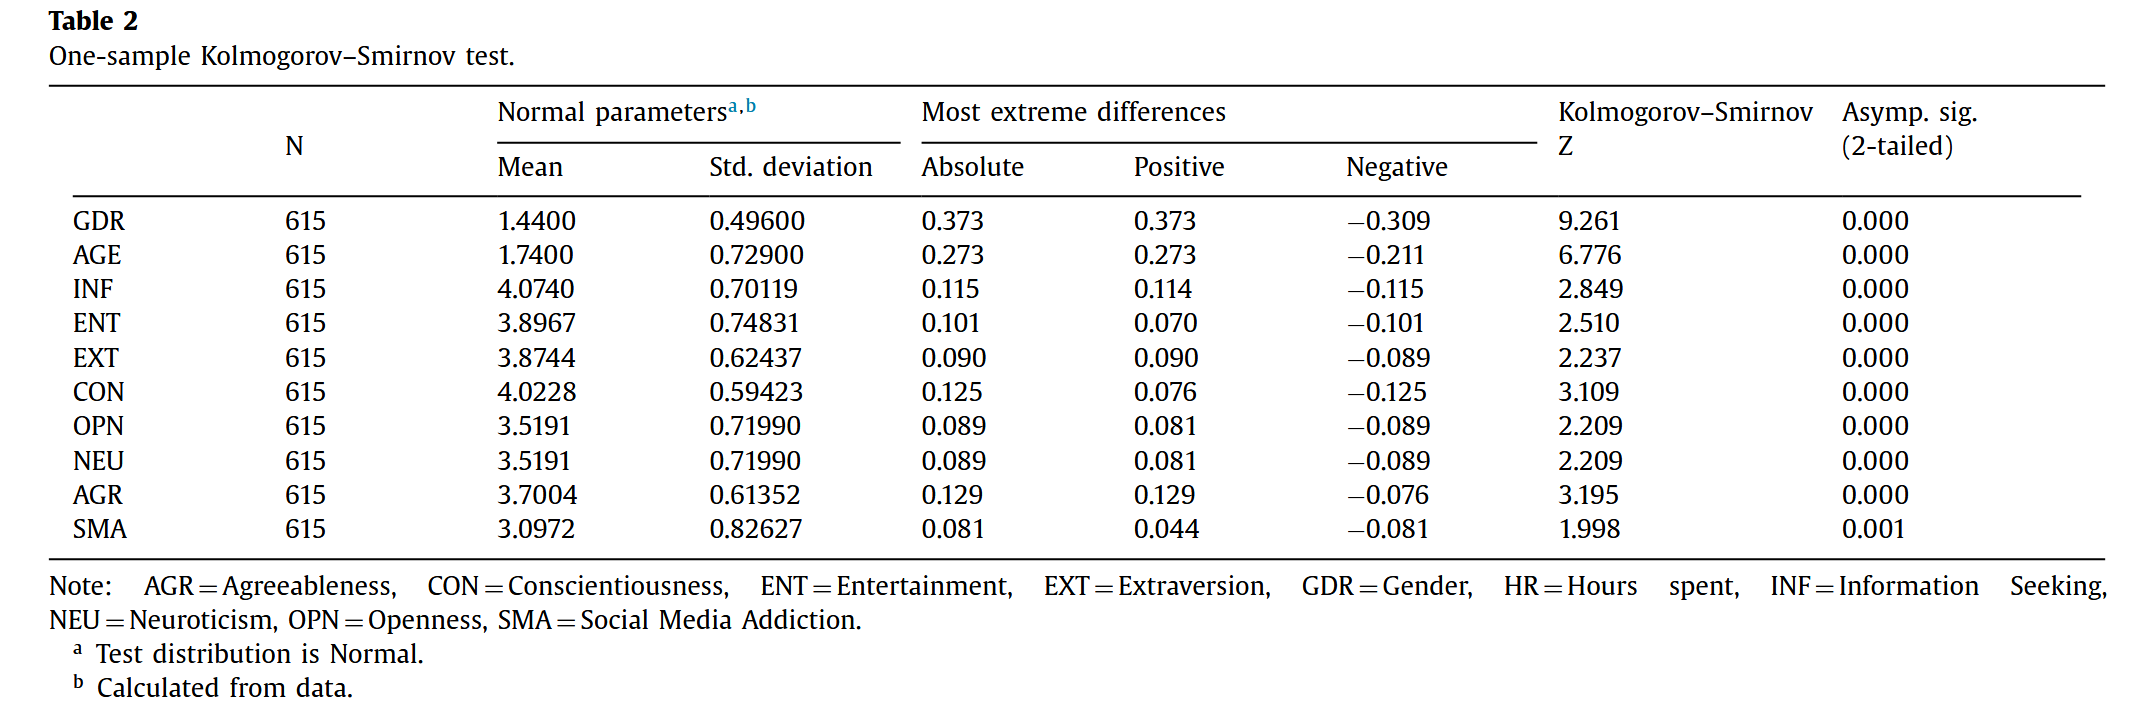 Table 2
One-sample Kolmogorov–Smirnov test.
N Normal parameters a,b Most extreme differences Kolmogorov–Smirnov Z Asymp. sig. (2-tailed)
Mean Std. deviation Absolute Positive Negative
GDR 615 1.4400 0.49600 0.373 0.373 −0.309 9.261 0.000
AGE 615 1.7400 0.72900 0.273 0.273 −0.211 6.776 0.000
INF 615 4.0740 0.70119 0.115 0.114 −0.115 2.849 0.000
ENT 615 3.8967 0.74831 0.101 0.070 −0.101 2.510 0.000
EXT 615 3.8744 0.62437 0.090 0.090 −0.089 2.237 0.000
CON 615 4.0228 0.59423 0.125 0.076 −0.125 3.109 0.000
OPN 615 3.5191 0.71990 0.089 0.081 −0.089 2.209 0.000
NEU 615 3.5191 0.71990 0.089 0.081 −0.089 2.209 0.000
AGR 615 3.7004 0.61352 0.129 0.129 −0.076 3.195 0.000
SMA 615 3.0972 0.82627 0.081 0.044 −0.081 1.998 0.001
Note: AGR = Agreeableness, CON = Conscientiousness, ENT = Entertainment, EXT = Extraversion, GDR = Gender, HR = Hours spent, INF = Information Seeking,
NEU = Neuroticism, OPN = Openness, SMA = Social Media Addiction.
a Test distribution is Normal.
b Calculated from data.